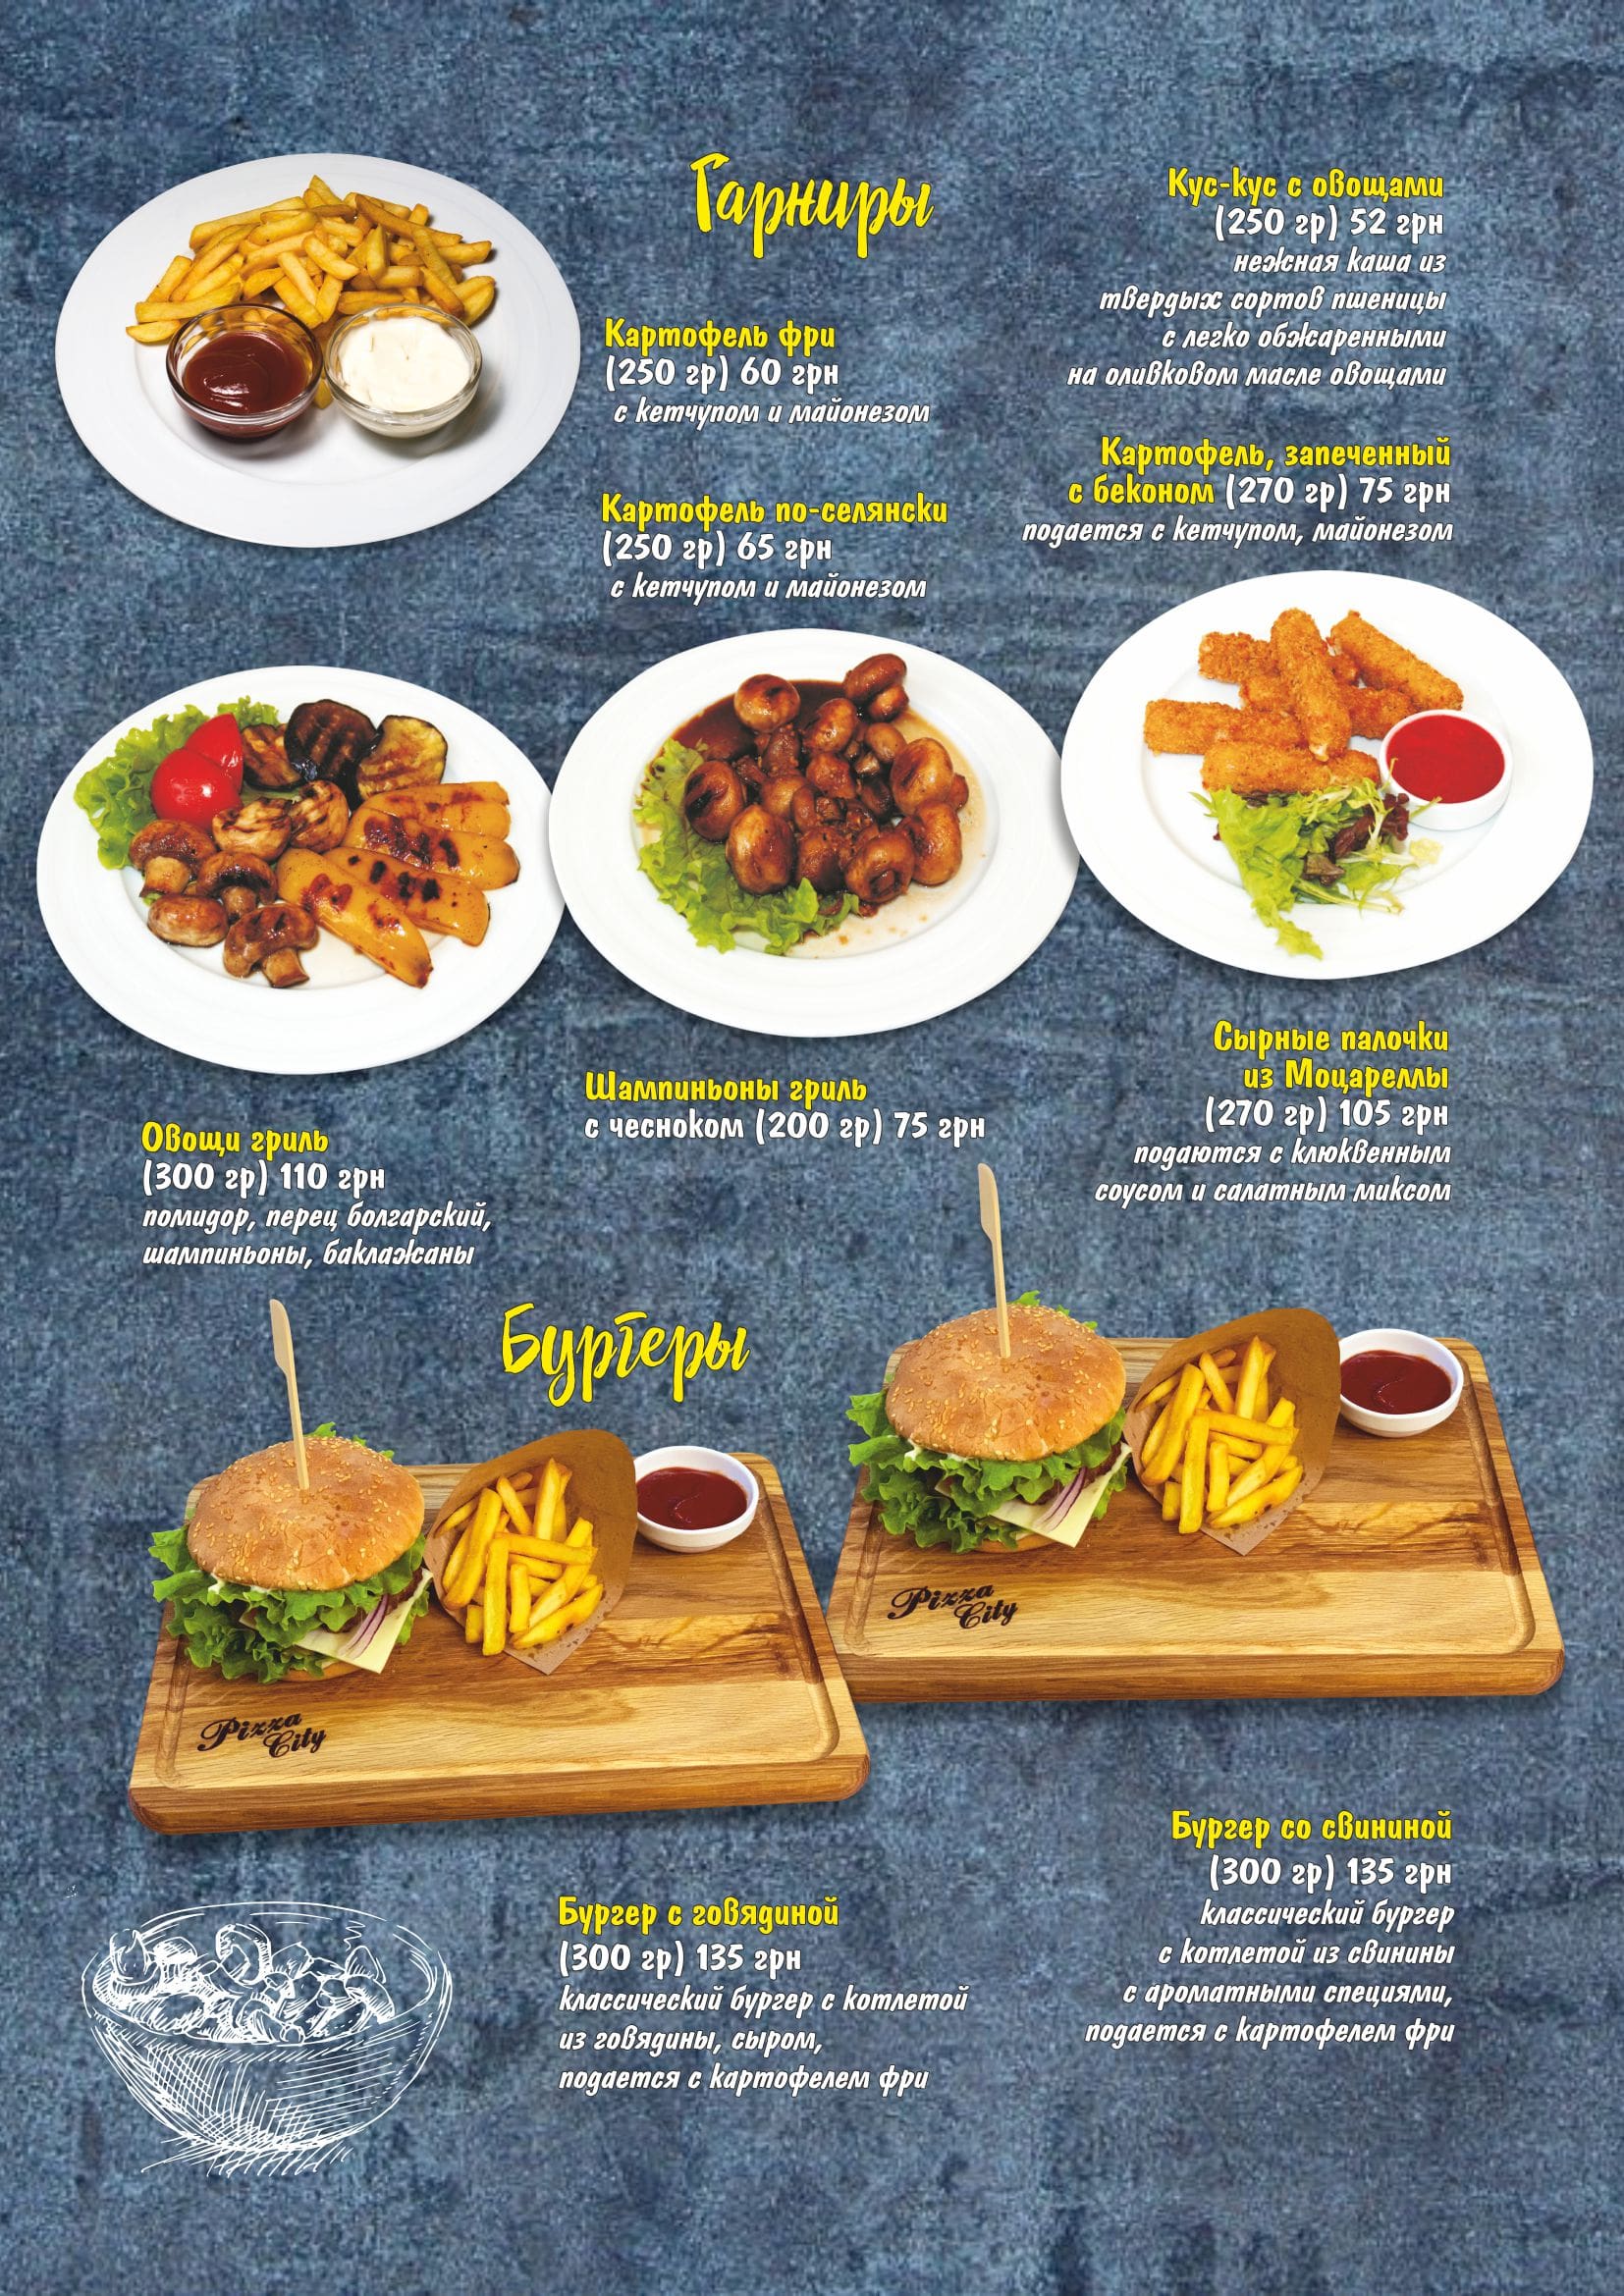 Гарниры
Картофель фри
(250 гр) 60 грн
с кетчупом и майонезом
Картофель по-селянски
(250 гр) 65 грн
с кетчупом и майонезом
Кус-кус с овощами
(250 гр) 52 грн
нежная каша из
твердых сортов пшеницы
с легко обжаренными
на оливковом масле овощами
Картофель, запеченный
с беконом (270 гр) 75 грн
подается с кетчупом, майонезом
Овощи гриль
(300 гр) 110 грн
помидор, перец болгарский,
шампиньоны, баклажаны
Шампиньоны гриль
с чесноком (200 гр) 75 грн
Сырные палочки
из Моцареллы
(270 гр) 105 грн
подаются с клюквенным
соусом и салатным миксом
Бургеры
Pizza
City
Pizza
City
Бургер с говядиной
(300 гр) 135 грн
классический бургер с котлетой
из говядины, сыром,
подается с картофелем фри
Бургер со свининой
(300 гр) 135 грн
классический бургер
с котлетой из свинины
с ароматными специями,
подается с картофелем фри